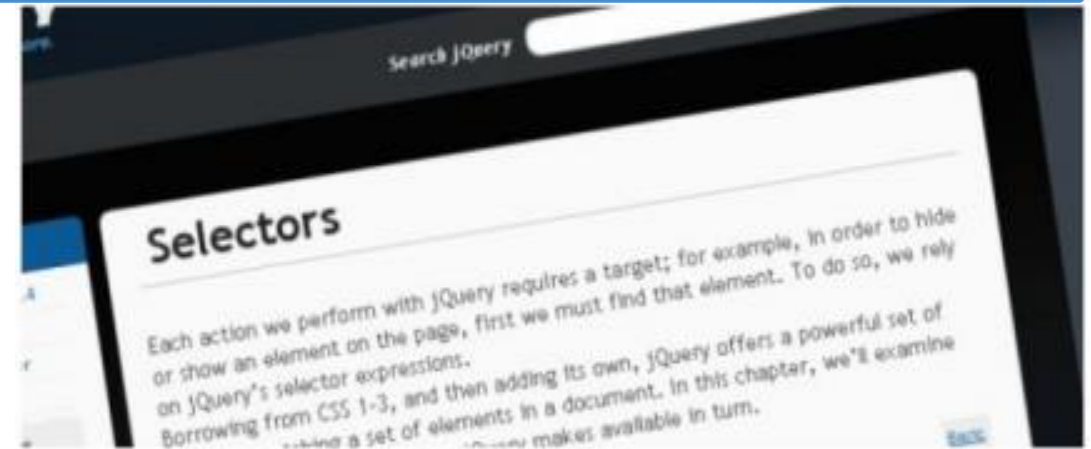 Search jQuery
Selectors
Each action we perform with jQuery requires a target; for example, in order to hide
or show an element on the page, first we must find that element. To do so, we rely
on jQuery's selector expressions.
Borrowing from CSS 1-3, and then adding its own, jQuery offers a powerful set of
a set of elements in a document. In this chapter, we'll examine
jQuery makes available in turn.
Basic